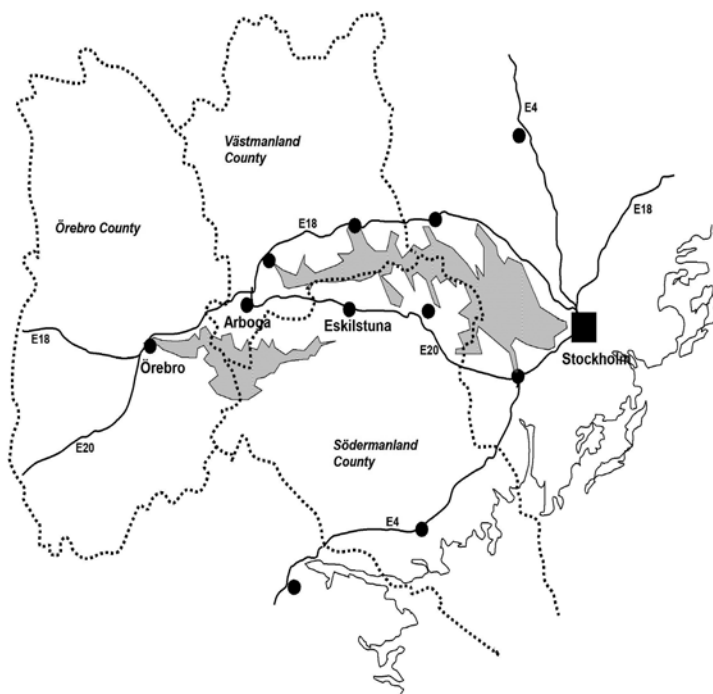 E4
Västmanland
County
E18
Örebro County
E18
Arboga
Eskilstuna
E18
E20
Stockholm
Örebro
Södermanland
County
E20
E4